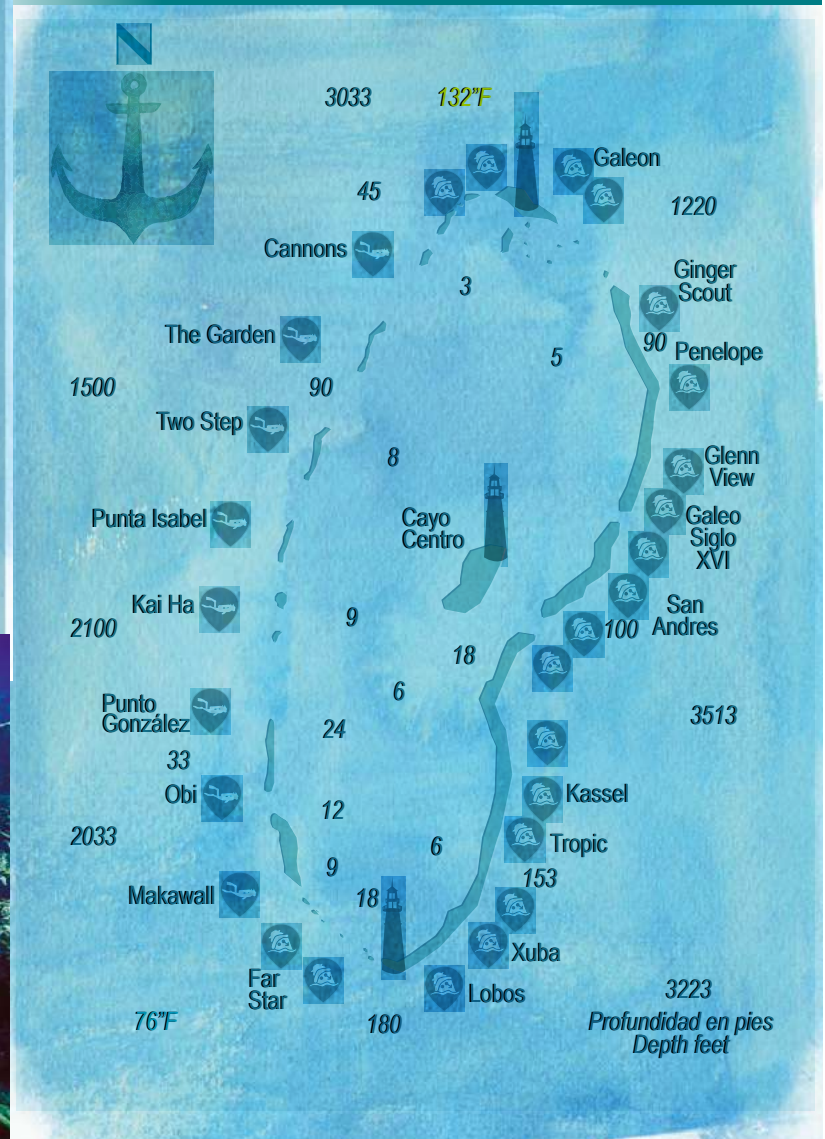 N
3033
132"F
Galeon
45
1220
Cannons
Ginger
Scout
3
The Garden
90
Penelope
5
1500
90
Two Step
8
Glenn
View
Punta Isabel
Cayo
Centro
Galeo
Siglo
XVI
Kai Ha
2100
9
San
Andres
100
18
6
Punto
González
3513
24
33
Obi
Kassel
12
2033
6
Tropic
9
153
Makawall
18
Xuba
Far
Star
Lobos
3223
76"F
180
Profundidad en pies
Depth feet